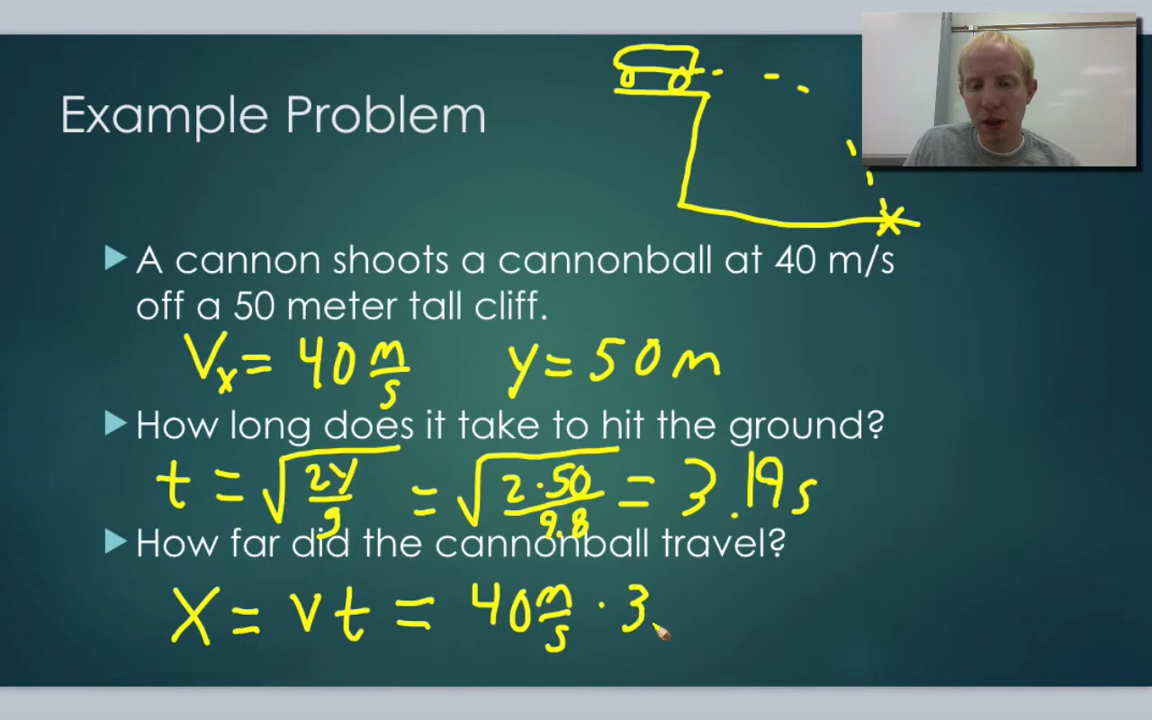 Example Problem
A cannon shoots a cannonball at 40 m/s
off a 50 meter tall cliff.
Vx = 40 m/s y = 50 m
How long does it take to hit the ground?
t = √(2y/g) = √(2·50/9.8) = 3.19 s
How far did the cannonball travel?
X = vt = 40 m/s · 3.